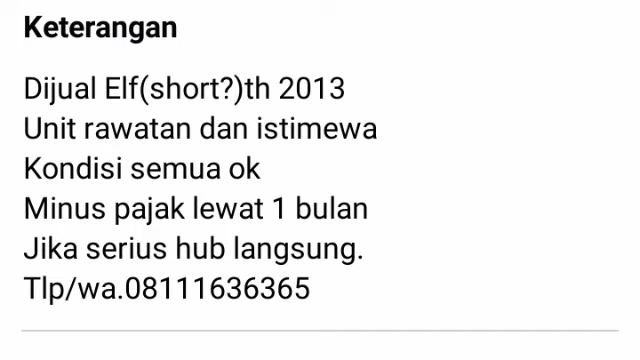 Keterangan
Dijual Elf(short?)th 2013
Unit rawatan dan istimewa
Kondisi semua ok
Minus pajak lewat 1 bulan
Jika serius hub langsung.
Tlp/wa.08111636365